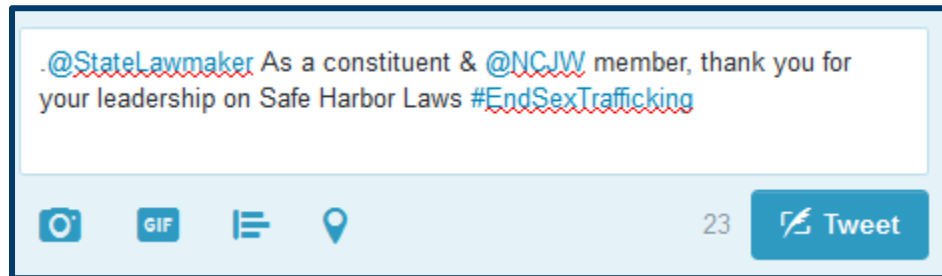 .@StateLawmaker As a constituent & @NCJW member, thank you for
your leadership on Safe Harbor Laws #EndSexTrafficking
GIF
23
Tweet